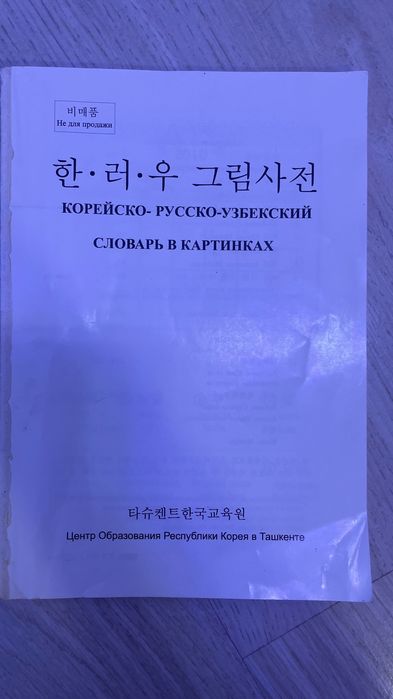 비매품
Не для продажи
한·러·우 그림사전
КОРЕЙСКО- РУССКО-УЗБЕКСКИЙ
СЛОВАРЬ В КАРТИНКАХ
타슈켄트한국교육원
Центр Образования Республики Корея в Ташкенте